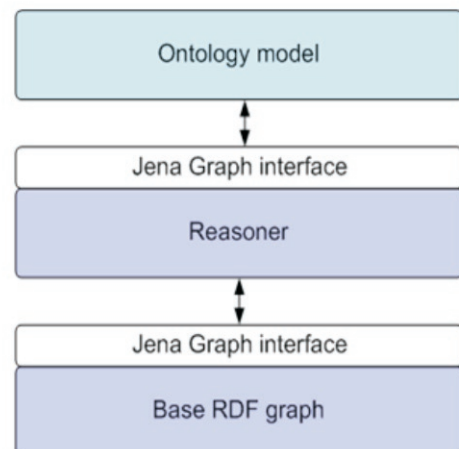 Ontology model
Jena Graph interface
Reasoner
Jena Graph interface
Base RDF graph